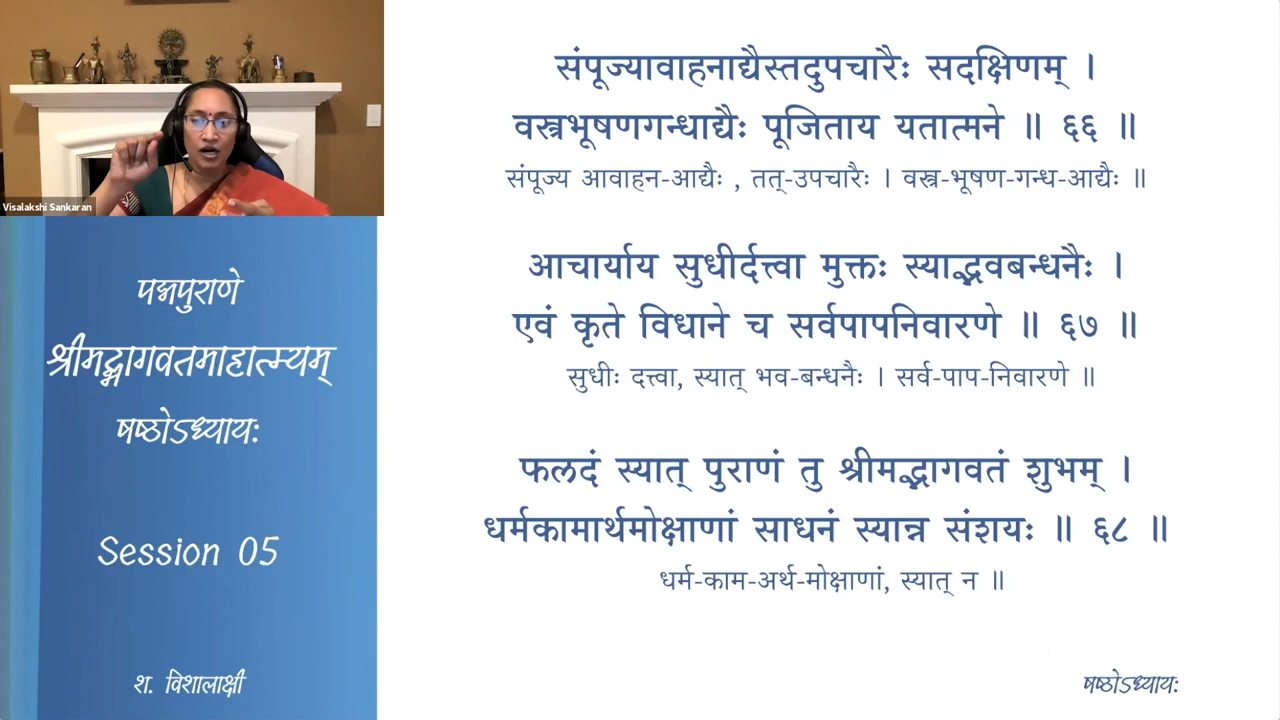 Visalakshi Sankaran
पद्मपुराणे
श्रीमद्भागवतमाहात्म्यम्
षष्ठोऽध्यायः
Session 05
श. विशालाक्षी
संपूज्यावाहनाद्यैस्तदुपचारैः सदक्षिणम् ।
वस्त्रभूषणगन्धाद्यैः पूजिताय यतात्मने ॥ ६६ ॥
संपूज्य आवाहन-आद्यैः , तत्-उपचारैः । वस्त्र-भूषण-गन्ध-आद्यैः ॥
आचार्याय सुधीर्दत्त्वा मुक्तः स्याद्भवबन्धनैः ।
एवं कृते विधाने च सर्वपापनिवारणे ॥ ६७ ॥
सुधीः दत्त्वा, स्यात् भव-बन्धनैः । सर्व-पाप-निवारणे ॥
फलदं स्यात् पुराणं तु श्रीमद्भागवतं शुभम् ।
धर्मकामार्थमोक्षाणां साधनं स्यान्न संशयः ॥ ६८ ॥
धर्म-काम-अर्थ-मोक्षाणां, स्यात् न ॥
षष्ठोऽध्यायः